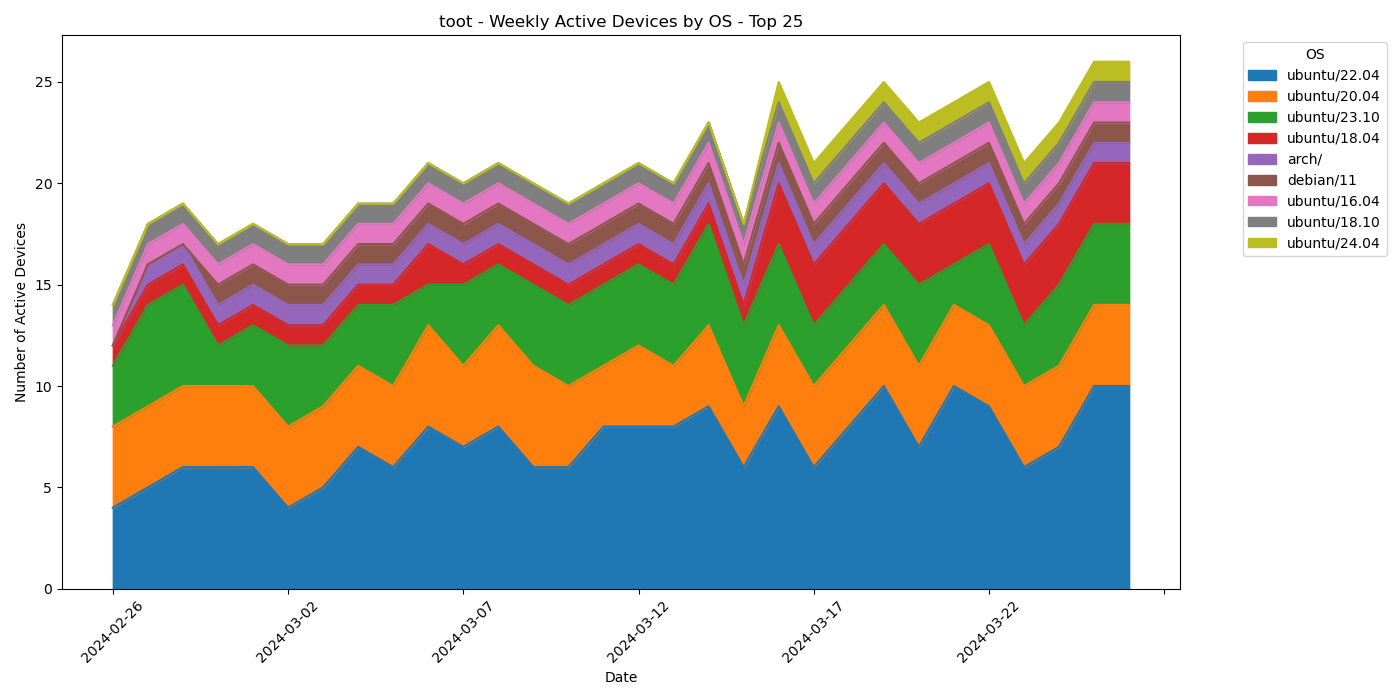 toot - Weekly Active Devices by OS - Top 25
Number of Active Devices
25
20
15
10
5
0
2024-02-26
2024-03-02
2024-03-07
2024-03-12
2024-03-17
2024-03-22
Date
OS
ubuntu/22.04
ubuntu/20.04
ubuntu/23.10
ubuntu/18.04
arch/
debian/11
ubuntu/16.04
ubuntu/18.10
ubuntu/24.04